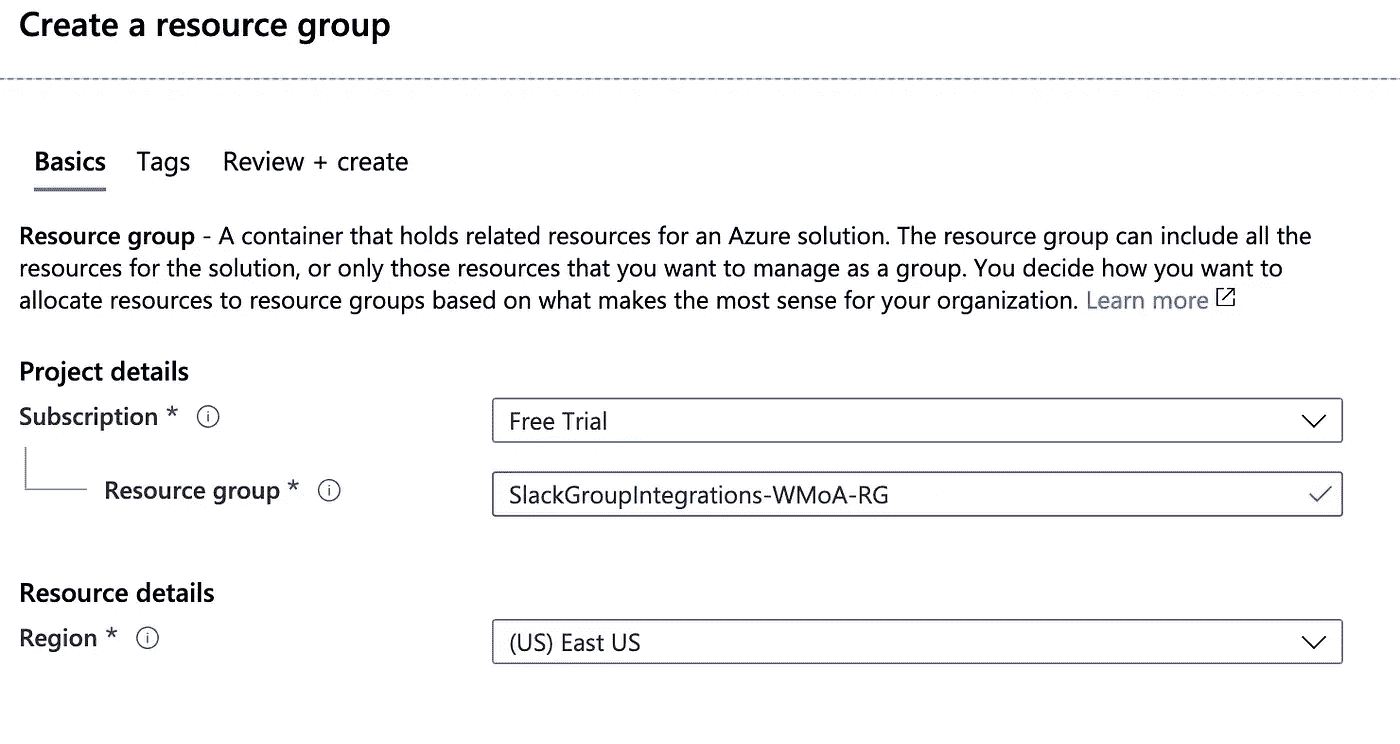 Create a resource group
Basics Tags Review + create
Resource group - A container that holds related resources for an Azure solution. The resource group can include all the
resources for the solution, or only those resources that you want to manage as a group. You decide how you want to
allocate resources to resource groups based on what makes the most sense for your organization. Learn more
Project details
Subscription * Free Trial
Resource group * SlackGroupIntegrations-WMoA-RG
Resource details
Region * (US) East US